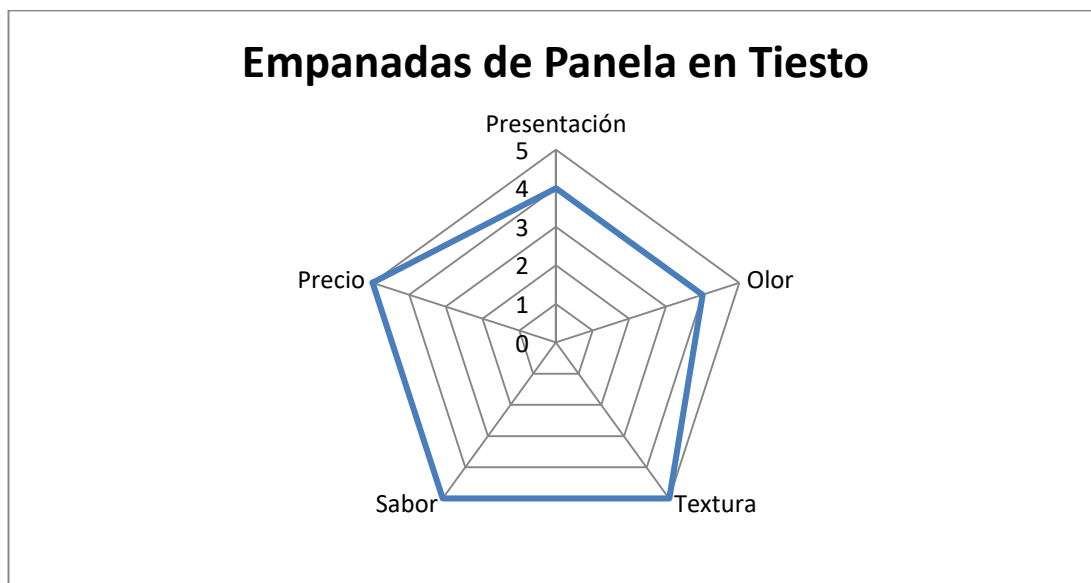 Empanadas de Panela en Tiesto
Presentación
5
4
3
2
1
0
Olor
Precio
Sabor
Textura